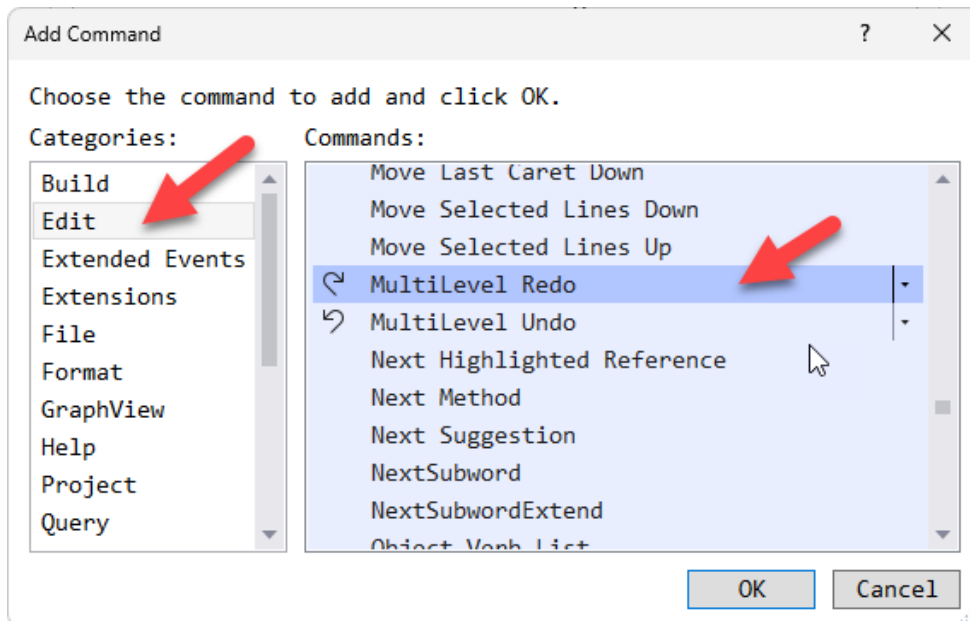 Add Command
?
Choose the command to add and click OK.
Categories:
Commands:
Build
Edit
Extended Events
Extensions
File
Format
GraphView
Help
Project
Query
Move Last Caret Down
Move Selected Lines Down
Move Selected Lines Up
MultiLevel Redo
MultiLevel Undo
Next Highlighted Reference
Next Method
Next Suggestion
NextSubword
NextSubwordExtend
OK
Cancel